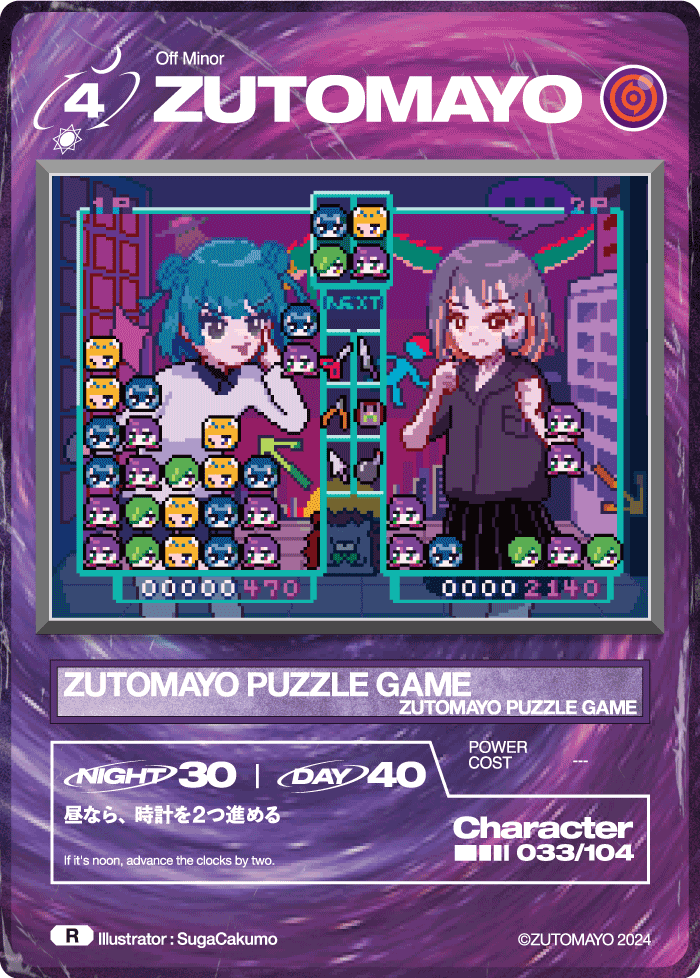 Off Minor
4
ZUTOMAYO
1P
2P
NEXT
00000470
00002140
ZUTOMAYO PUZZLE GAME
ZUTOMAYO PUZZLE GAME
NIGHT 30 | DAY 40
POWER COST ---
昼なら、時計を2つ進める
If it's noon, advance the clocks by two.
Character
033/104
R
Illustrator : SugaCakumo
©ZUTOMAYO 2024